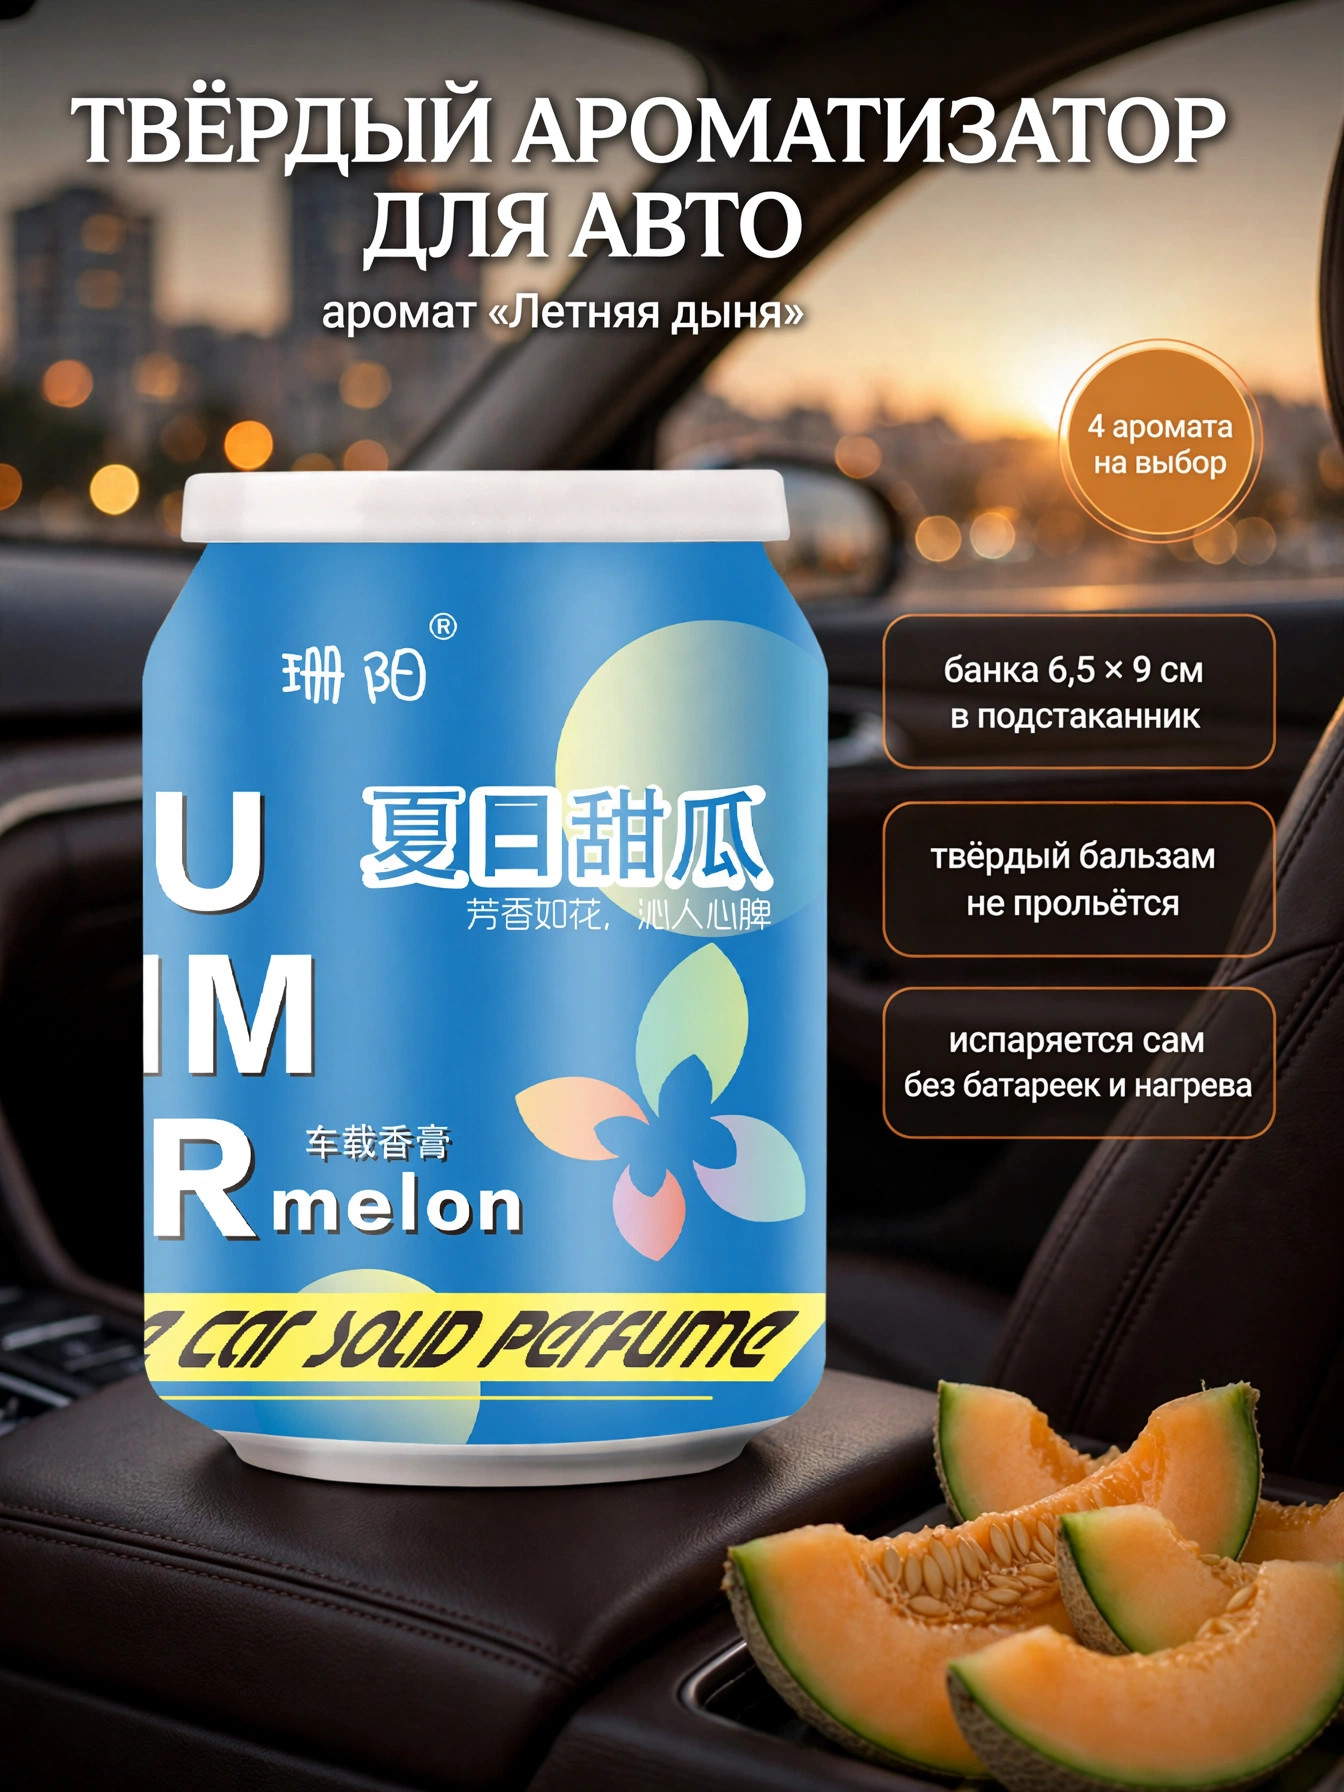 ТВЁРДЫЙ АРОМАТИЗАТОР
ДЛЯ АВТО
аромат «Летняя дыня»
4 аромата
на выбор
банка 6,5 × 9 см
в подстаканник
твёрдый бальзам
не прольётся
испаряется сам
без батареек и нагрева
珊阳®
夏日甜瓜
芳香如花,沁人心脾
U
IM
R
车载香膏
melon
e car solid perfume